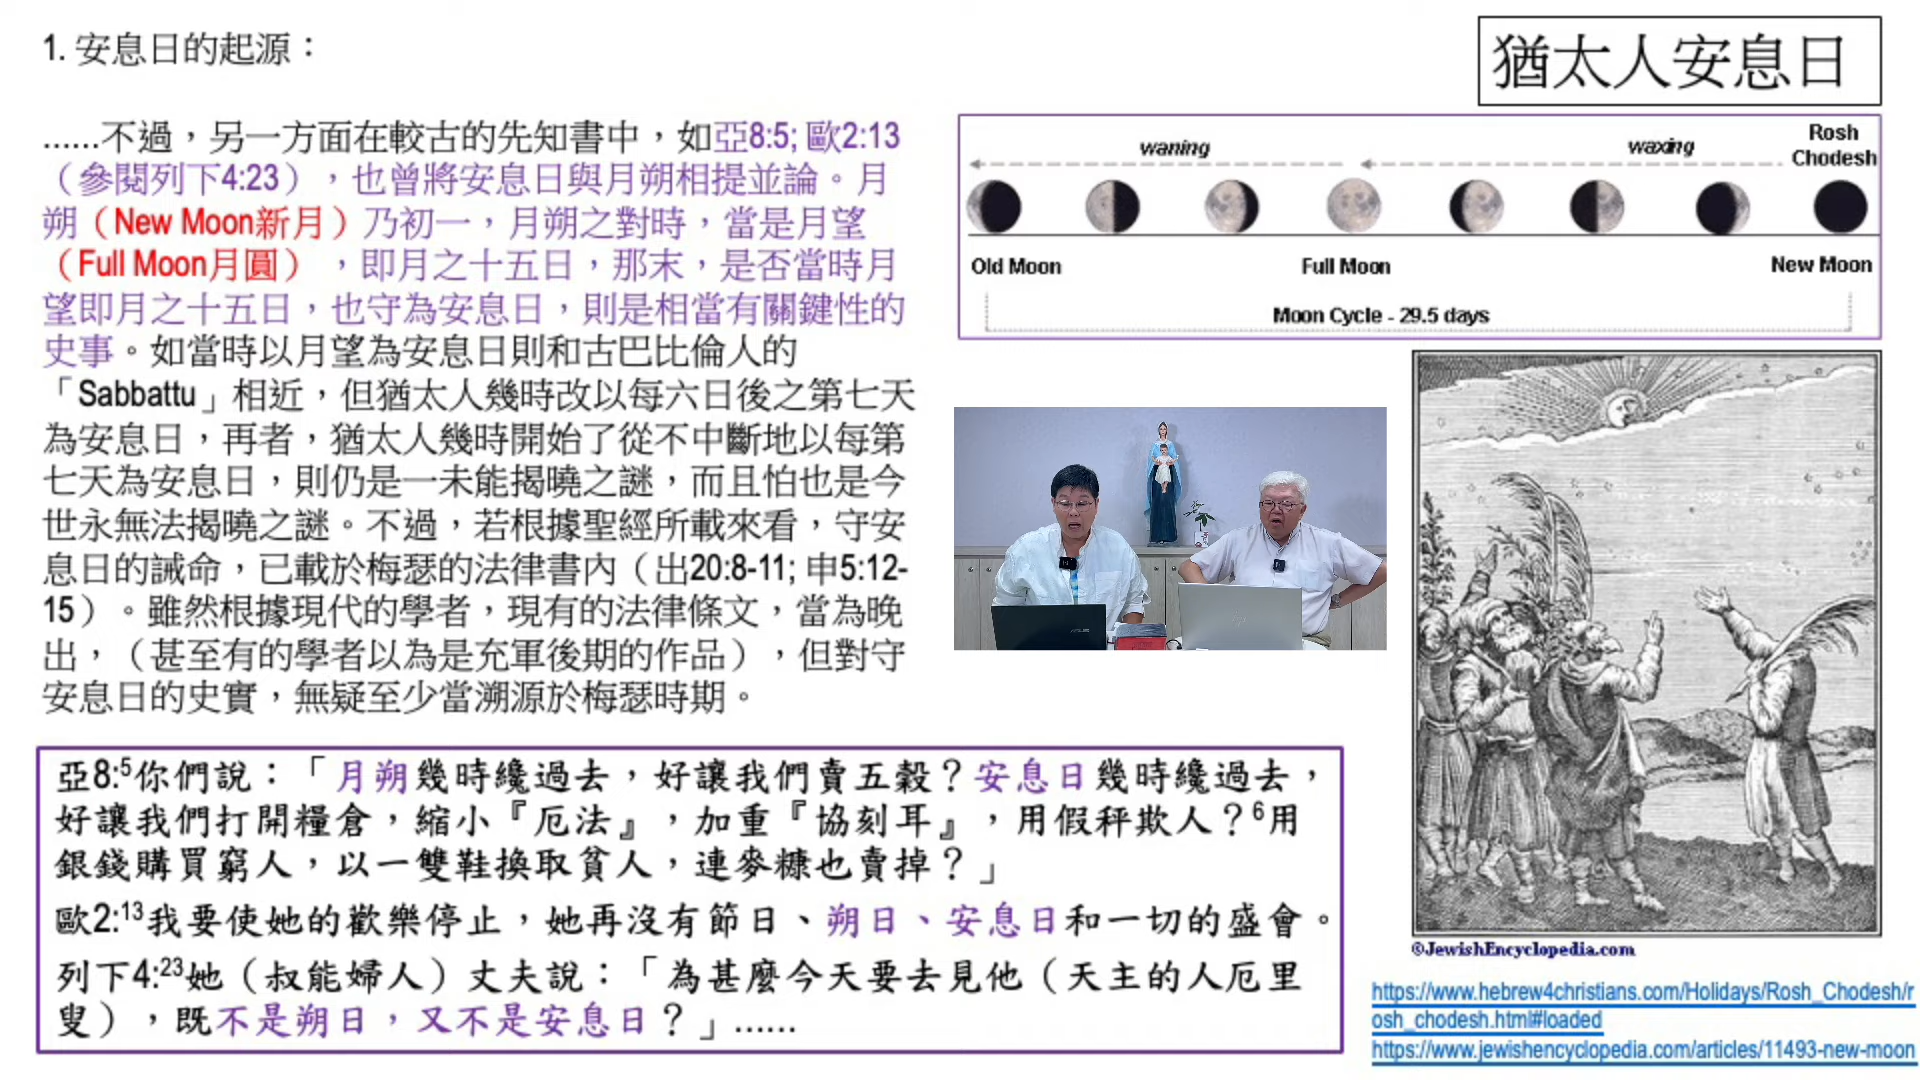 1. 安息日的起源：
猶太人安息日
……不過，另一方面在較古的先知書中，如亞8:5; 歐2:13
（參閱列下4:23），也曾將安息日與月朔相提並論。月
朔（New Moon新月）乃初一，月朔之對時，當是月望
（Full Moon月圓），即月之十五日，那末，是否當時月
望即月之十五日，也守為安息日，則是相當有關鍵性的
史事。如當時以月望為安息日則和古巴比倫人的
「Sabbattu」相近，但猶太人幾時改以每六日後之第七天
為安息日，再者，猶太人幾時開始了從不中斷地以每第
七天為安息日，則仍是一未能揭曉之謎，而且怕也是今
世永無法揭曉之謎。不過，若根據聖經所載來看，守安
息日的誡命，已載於梅瑟的法律書內（出20:8-11; 申5:12-
15）。雖然根據現代的學者，現有的法律條文，當為晚
出，（甚至有的學者以為是充軍後期的作品），但對守
安息日的史實，無疑至少當溯源於梅瑟時期。
waning
waxing
Rosh
Chodesh
Old Moon
Full Moon
New Moon
Moon Cycle - 29.5 days
©JewishEncyclopedia.com
亞8:5你們說：「月朔幾時纔過去，好讓我們賣五穀？安息日幾時纔過去，
好讓我們打開糧倉，縮小『厄法』，加重『協刻耳』，用假秤欺人？6用
銀錢購買窮人，以一雙鞋換取貧人，連麥糠也賣掉？」
歐2:13我要使她的歡樂停止，她再沒有節日、朔日、安息日和一切的盛會。
列下4:23她（叔能婦人）丈夫說：「為甚麼今天要去見他（天主的人厄里
叟），既不是朔日，又不是安息日？」……
https://www.hebrew4christians.com/Holidays/Rosh_Chodesh/r
osh_chodesh.html#loaded
https://www.jewishencyclopedia.com/articles/11493-new-moon